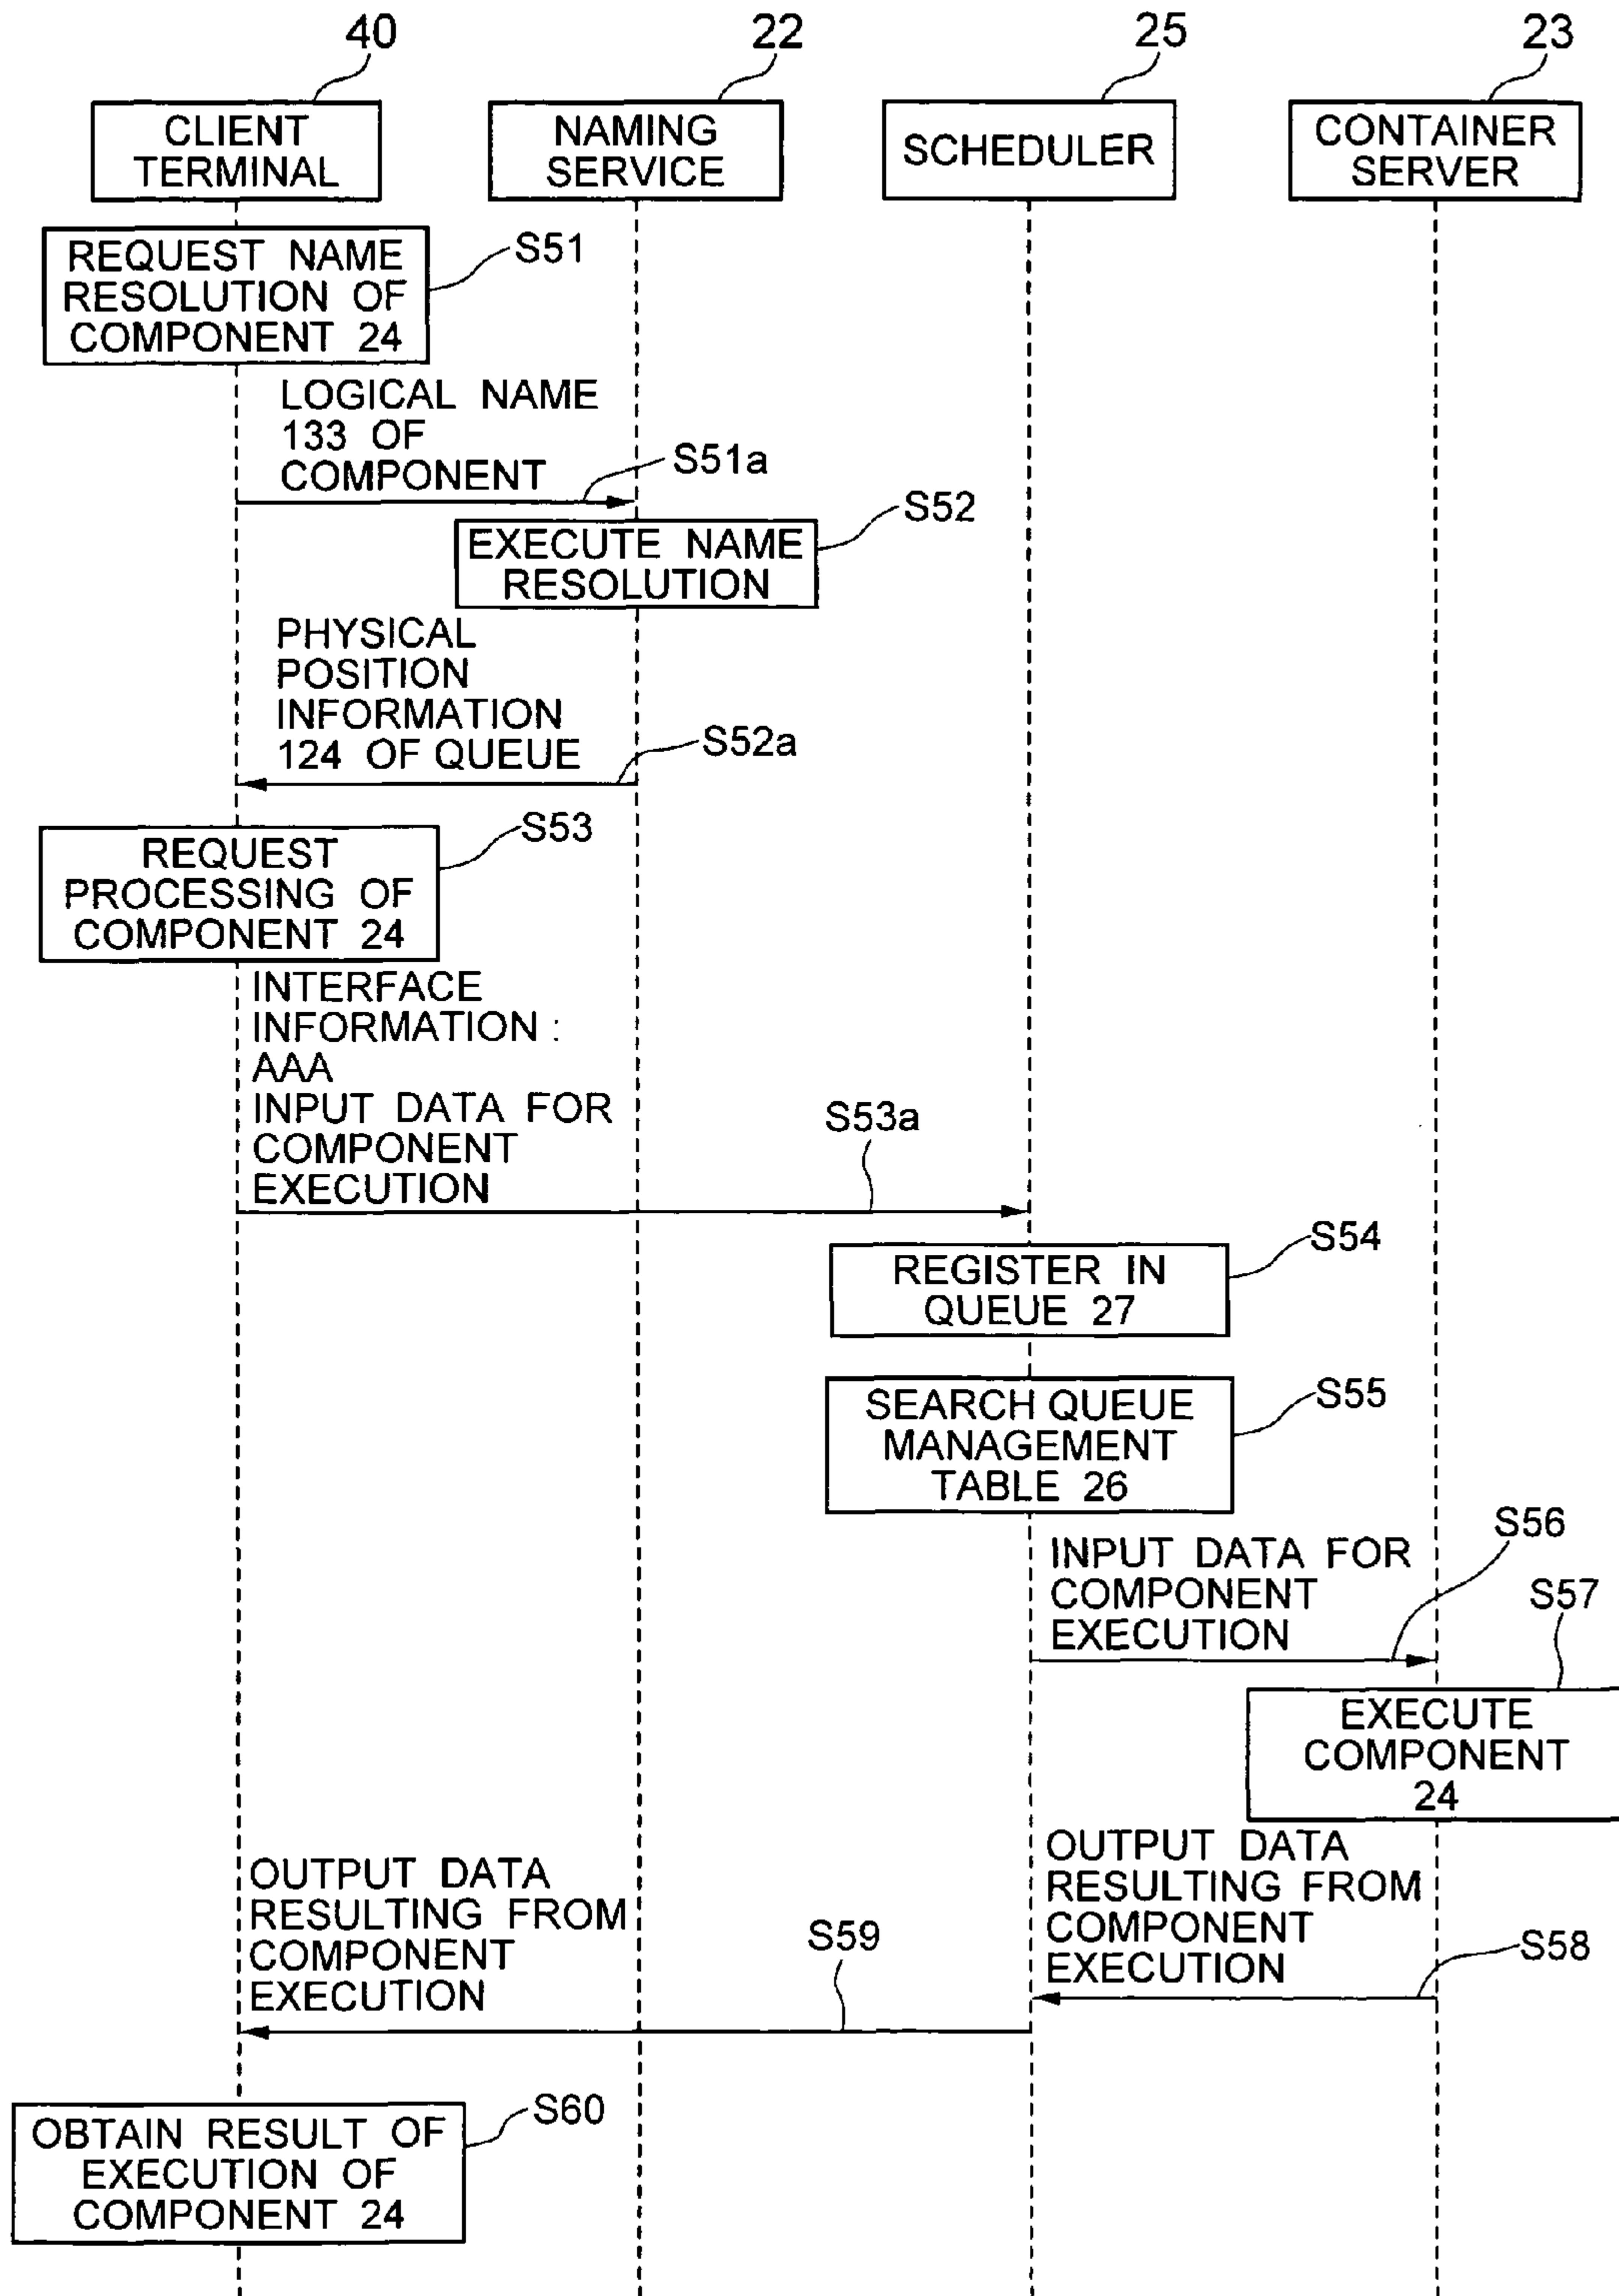 40
22
25
23
CLIENT
TERMINAL
NAMING
SERVICE
SCHEDULER
CONTAINER
SERVER
REQUEST NAME
RESOLUTION OF
COMPONENT 24
S51
LOGICAL NAME
133 OF
COMPONENT
S51a
EXECUTE NAME
RESOLUTION
S52
PHYSICAL
POSITION
INFORMATION
124 OF QUEUE
S52a
REQUEST
PROCESSING OF
COMPONENT 24
S53
INTERFACE
INFORMATION :
AAA
INPUT DATA FOR
COMPONENT
EXECUTION
S53a
REGISTER IN
QUEUE 27
S54
SEARCH QUEUE
MANAGEMENT
TABLE 26
S55
INPUT DATA FOR
COMPONENT
EXECUTION
S56
S57
EXECUTE
COMPONENT
24
OUTPUT DATA
RESULTING FROM
COMPONENT
EXECUTION
S58
OUTPUT DATA
RESULTING FROM
COMPONENT
EXECUTION
S59
OBTAIN RESULT OF
EXECUTION OF
COMPONENT 24
S60